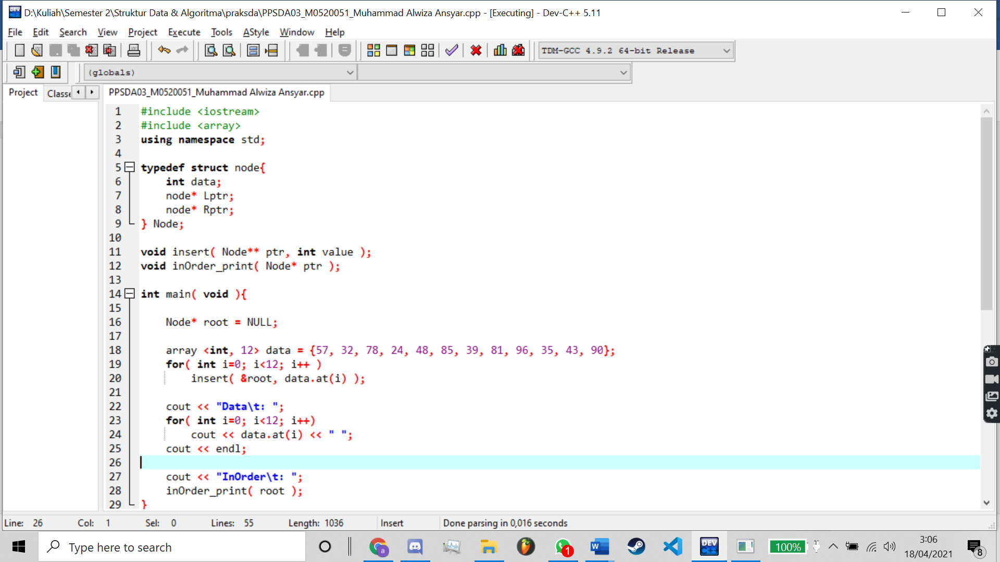 D:\Kuliah\Semester 2\Struktur Data & Algoritma\praksda\PPSDA03_M0520051_Muhammad Alwiza Ansyar.cpp - [Executing] - Dev-C++ 5.11
File Edit Search View Project Execute Tools AStyle Window Help
TDM-GCC 4.9.2 64-bit Release
(globals)
Project Classe PPSDA03_M0520051_Muhammad Alwiza Ansyar.cpp
1 #include <iostream>
2 #include <array>
3 using namespace std;
4
5 typedef struct node{
6     int data;
7     node* Lptr;
8     node* Rptr;
9 } Node;
10
11 void insert( Node** ptr, int value );
12 void inOrder_print( Node* ptr );
13
14 int main( void ){
15
16     Node* root = NULL;
17
18     array <int, 12> data = {57, 32, 78, 24, 48, 85, 39, 81, 96, 35, 43, 90};
19     for( int i=0; i<12; i++ )
20         insert( &root, data.at(i) );
21
22     cout << "Data\t: ";
23     for( int i=0; i<12; i++)
24         cout << data.at(i) << " ";
25     cout << endl;
26
27     cout << "InOrder\t: ";
28     inOrder_print( root );
29 }
Line: 26 Col: 1 Sel: 0 Lines: 55 Length: 1036 Insert Done parsing in 0,016 seconds
Type here to search
a
1
W
DEV C++
100%
3:06
18/04/2021
8